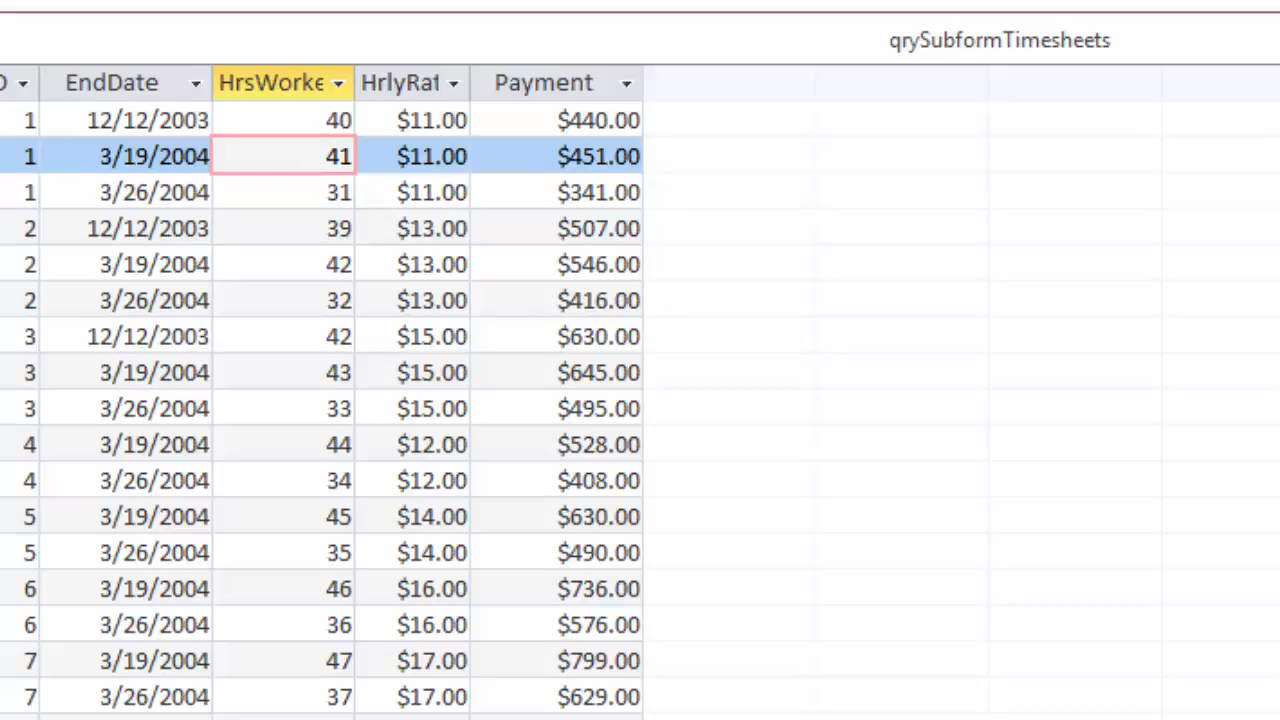 qrySubformTimesheets
D EndDate HrsWorke HrlyRat Payment
1 12/12/2003 40 $11.00 $440.00
1 3/19/2004 41 $11.00 $451.00
1 3/26/2004 31 $11.00 $341.00
2 12/12/2003 39 $13.00 $507.00
2 3/19/2004 42 $13.00 $546.00
2 3/26/2004 32 $13.00 $416.00
3 12/12/2003 42 $15.00 $630.00
3 3/19/2004 43 $15.00 $645.00
3 3/26/2004 33 $15.00 $495.00
4 3/19/2004 44 $12.00 $528.00
4 3/26/2004 34 $12.00 $408.00
5 3/19/2004 45 $14.00 $630.00
5 3/26/2004 35 $14.00 $490.00
6 3/19/2004 46 $16.00 $736.00
6 3/26/2004 36 $16.00 $576.00
7 3/19/2004 47 $17.00 $799.00
7 3/26/2004 37 $17.00 $629.00